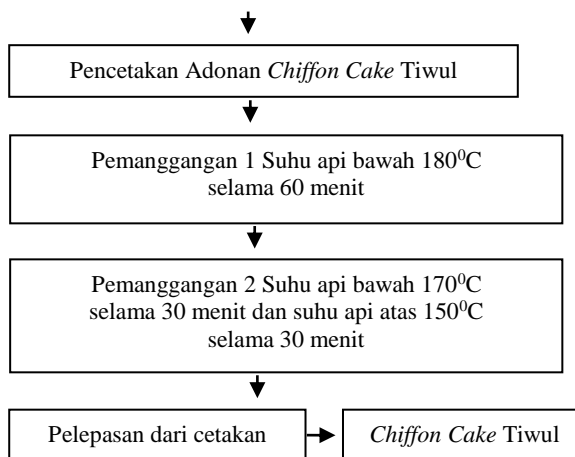 Pencetakan Adonan Chiffon Cake Tiwul
Pemanggangan 1 Suhu api bawah 180⁰C
selama 60 menit
Pemanggangan 2 Suhu api bawah 170⁰C
selama 30 menit dan suhu api atas 150⁰C
selama 30 menit
Pelepasan dari cetakan
Chiffon Cake Tiwul